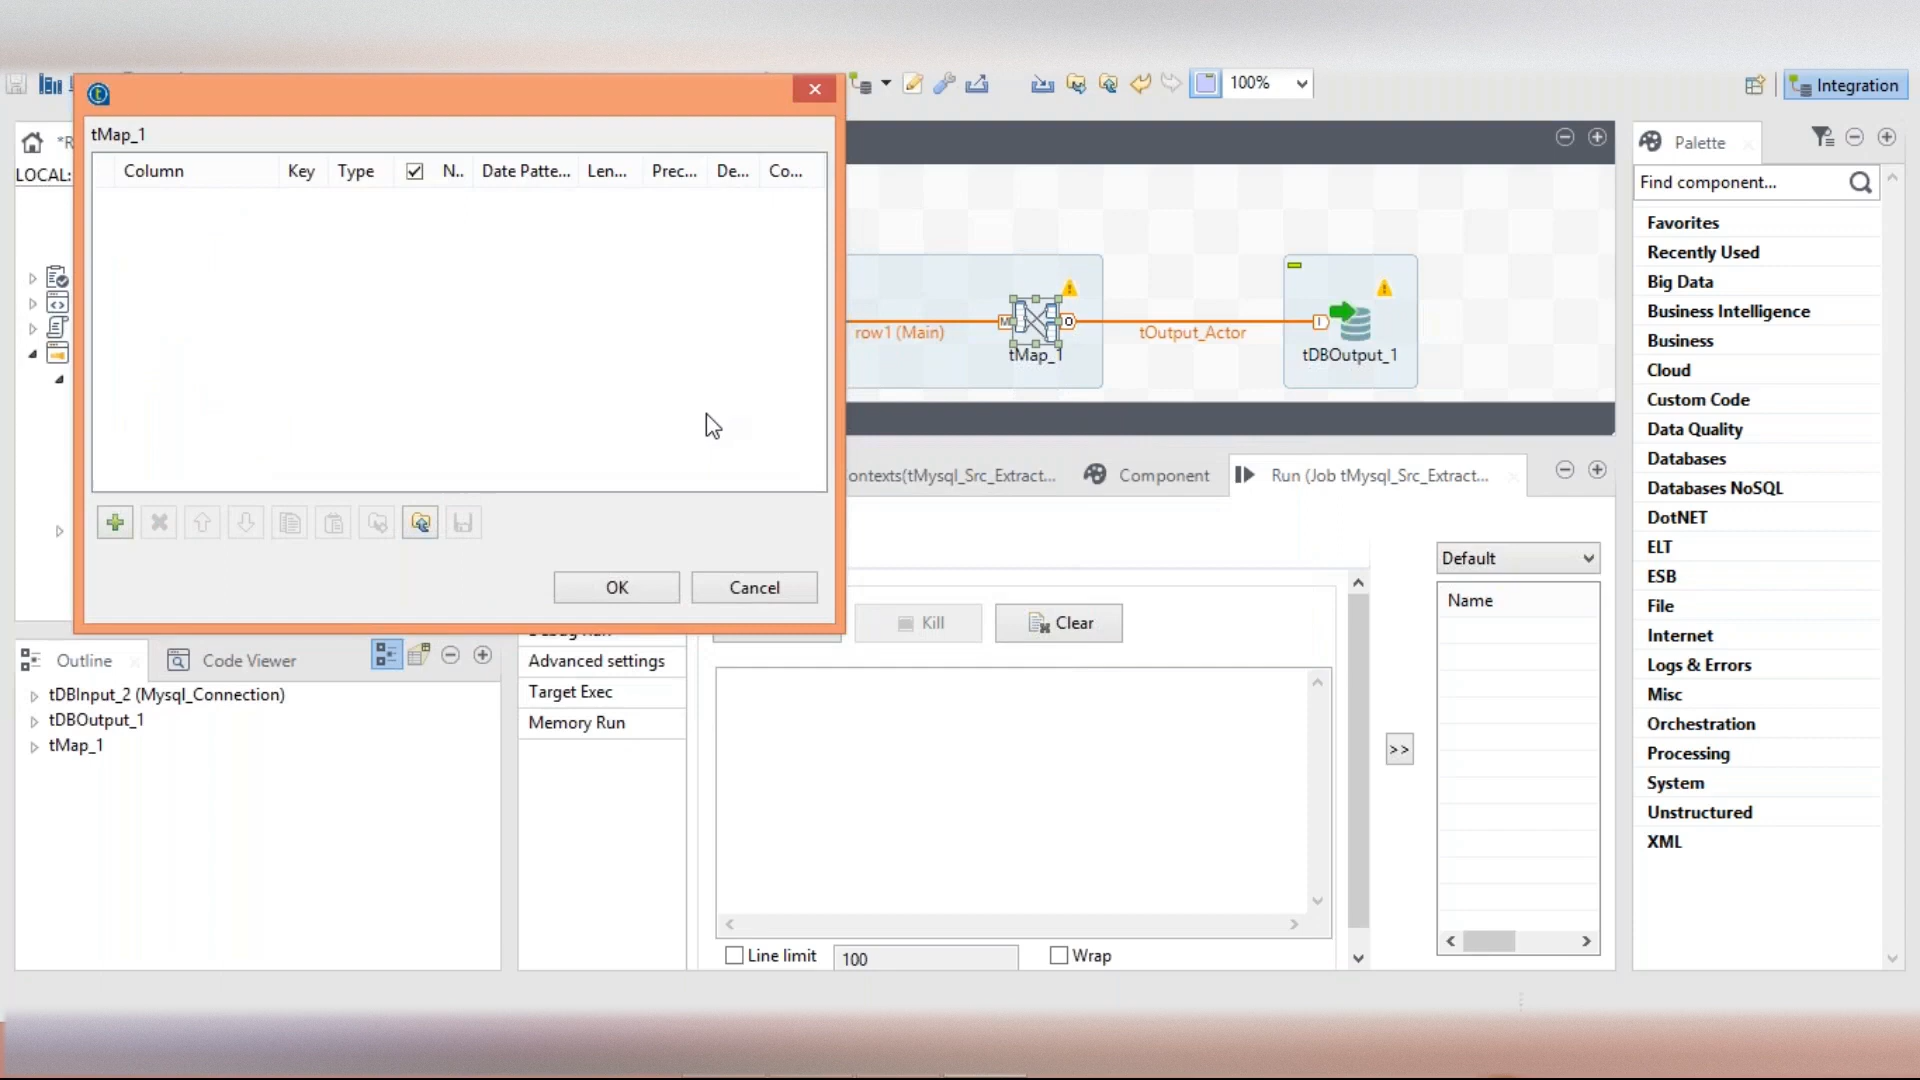 100%
Integration
tMap_1
Column Key Type N.. Date Patte... Len... Prec... De... Co...
LOCAL:
OK Cancel
row1 (Main)
tMap_1
tOutput_Actor
tDBOutput_1
ontexts(tMysql_Src_Extract...
Component
Run (Job tMysql_Src_Extract...
Default
Name
Kill
Clear
Advanced settings
Target Exec
Memory Run
>>
Line limit
100
Wrap
Outline
Code Viewer
tDBInput_2 (Mysql_Connection)
tDBOutput_1
tMap_1
Palette
Find component...
Favorites
Recently Used
Big Data
Business Intelligence
Business
Cloud
Custom Code
Data Quality
Databases
Databases NoSQL
DotNET
ELT
ESB
File
Internet
Logs & Errors
Misc
Orchestration
Processing
System
Unstructured
XML